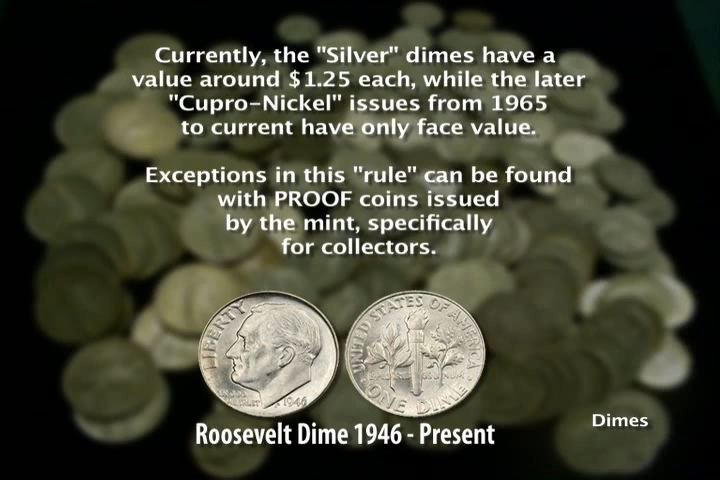 Currently, the "Silver" dimes have a
value around $1.25 each, while the later
"Cupro-Nickel" issues from 1965
to current have only face value.
Exceptions in this "rule" can be found
with PROOF coins issued
by the mint, specifically
for collectors.
LIBERTY
1946
UNITED STATES OF AMERICA
ONE DIME
Roosevelt Dime 1946 - Present
Dimes